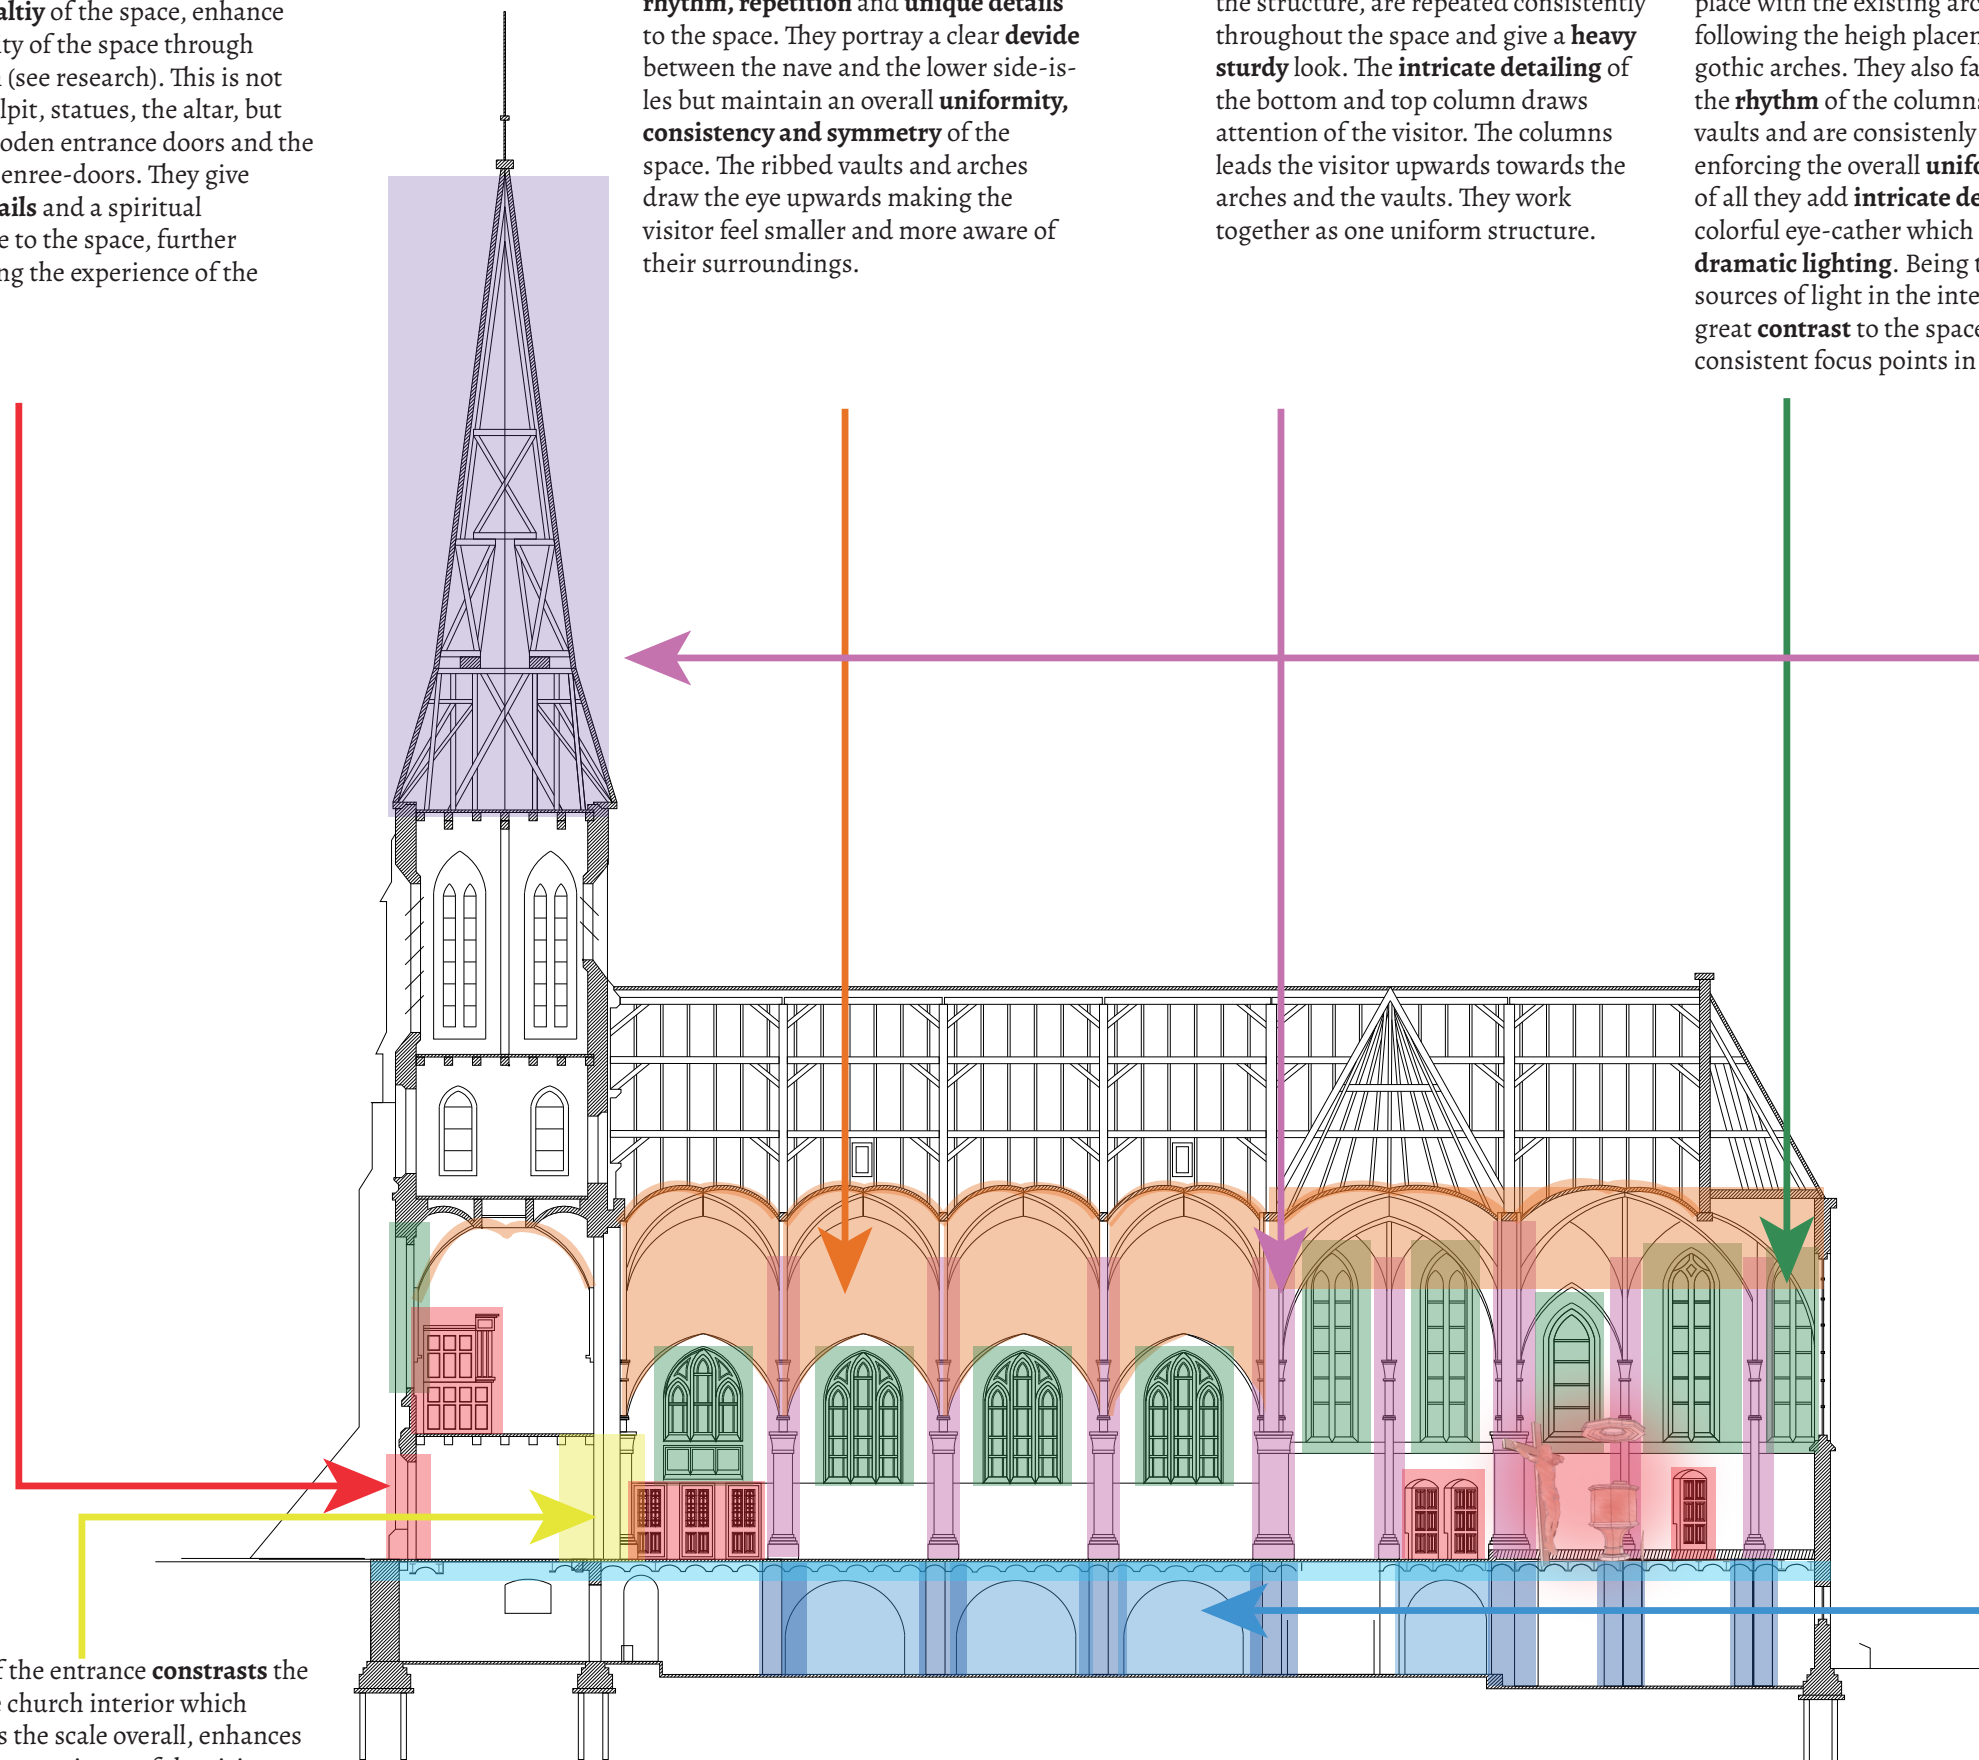 altiy of the space, enhance
ty of the space through
(see research). This is not
lpit, statues, the altar, but
oden entrance doors and the
enree-doors. They give
ails and a spiritual
e to the space, further
ng the experience of the
rhythm, repetition and unique details
to the space. They portray a clear devide
between the nave and the lower side-is-
les but maintain an overall uniformity,
consistency and symmetry of the
space. The ribbed vaults and arches
draw the eye upwards making the
visitor feel smaller and more aware of
their surroundings.
the structure, are repeated consistently
throughout the space and give a heavy
sturdy look. The intricate detailing of
the bottom and top column draws
attention of the visitor. The columns
leads the visitor upwards towards the
arches and the vaults. They work
together as one uniform structure.
place with the existing arc
following the heigh placem
gothic arches. They also fa
the rhythm of the columns
vaults and are consistenly
enforcing the overall unifo
of all they add intricate de
colorful eye-cather which
dramatic lighting. Being t
sources of light in the inte
great contrast to the space
consistent focus points in
f the entrance constrasts the
e church interior which
s the scale overall, enhances